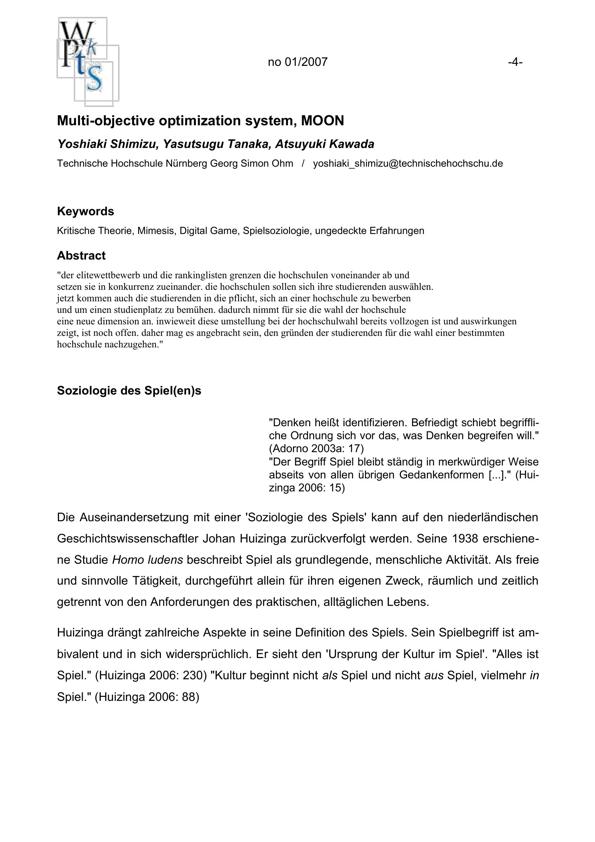 W
Pk
ts
no 01/2007 -4-
Multi-objective optimization system, MOON
Yoshiaki Shimizu, Yasutsugu Tanaka, Atsuyuki Kawada
Technische Hochschule Nürnberg Georg Simon Ohm / yoshiaki_shimizu@technischehochschu.de
Keywords
Kritische Theorie, Mimesis, Digital Game, Spielsoziologie, ungedeckte Erfahrungen
Abstract
"der elitewettbewerb und die rankinglisten grenzen die hochschulen voneinander ab und
setzen sie in konkurrenz zueinander. die hochschulen sollen sich ihre studierenden auswählen.
jetzt kommen auch die studierenden in die pflicht, sich an einer hochschule zu bewerben
und um einen studienplatz zu bemühen. dadurch nimmt für sie die wahl der hochschule
eine neue dimension an. inwieweit diese umstellung bei der hochschulwahl bereits vollzogen ist und auswirkungen
zeigt, ist noch offen. daher mag es angebracht sein, den gründen der studierenden für die wahl einer bestimmten
hochschule nachzugehen."
Soziologie des Spiel(en)s
"Denken heißt identifizieren. Befriedigt schiebt begriffli-
che Ordnung sich vor das, was Denken begreifen will."
(Adorno 2003a: 17)
"Der Begriff Spiel bleibt ständig in merkwürdiger Weise
abseits von allen übrigen Gedankenformen [...]." (Hui-
zinga 2006: 15)
Die Auseinandersetzung mit einer 'Soziologie des Spiels' kann auf den niederländischen
Geschichtswissenschaftler Johan Huizinga zurückverfolgt werden. Seine 1938 erschiene-
ne Studie Homo ludens beschreibt Spiel als grundlegende, menschliche Aktivität. Als freie
und sinnvolle Tätigkeit, durchgeführt allein für ihren eigenen Zweck, räumlich und zeitlich
getrennt von den Anforderungen des praktischen, alltäglichen Lebens.
Huizinga drängt zahlreiche Aspekte in seine Definition des Spiels. Sein Spielbegriff ist am-
bivalent und in sich widersprüchlich. Er sieht den 'Ursprung der Kultur im Spiel'. "Alles ist
Spiel." (Huizinga 2006: 230) "Kultur beginnt nicht als Spiel und nicht aus Spiel, vielmehr in
Spiel." (Huizinga 2006: 88)